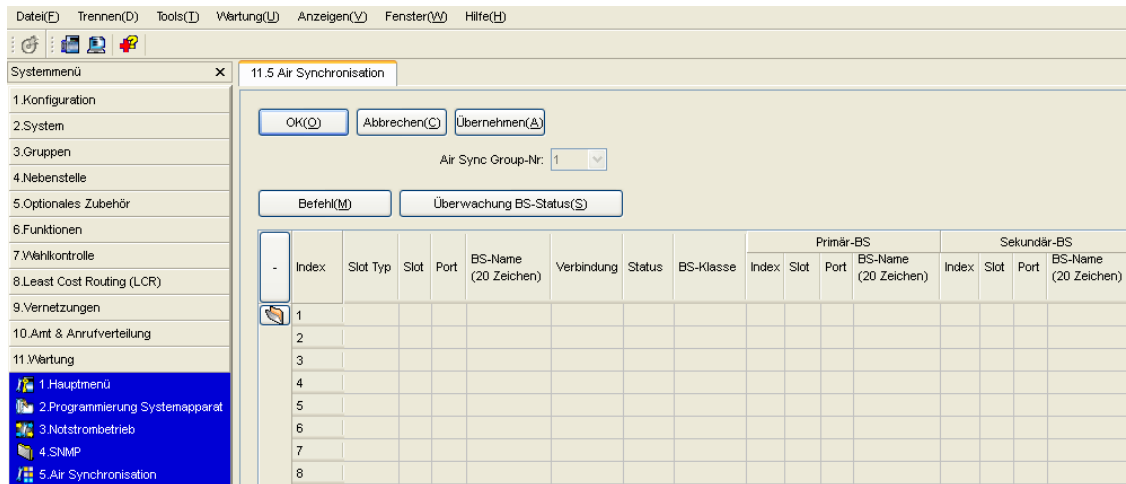 Datei(F) Trennen(D) Tools(T) Wartung(U) Anzeigen(V) Fenster(W) Hilfe(H)
Systemmenü x
11.5 Air Synchronisation
1.Konfiguration
2.System
3.Gruppen
4.Nebenstelle
5.Optionales Zubehör
6.Funktionen
7.Wahlkontrolle
8.Least Cost Routing (LCR)
9.Vernetzungen
10.Amt & Anrufverteilung
11.Wartung
1.Hauptmenü
2.Programmierung Systemapparat
3.Notstrombetrieb
4.SNMP
5.Air Synchronisation
OK(O) Abbrechen(C) Übernehmen(A)
Air Sync Group-Nr: 1
Befehl(M) Überwachung BS-Status(S)
Primär-BS Sekundär-BS
- Index Slot Typ Slot Port BS-Name (20 Zeichen) Verbindung Status BS-Klasse Index Slot Port BS-Name (20 Zeichen) Index Slot Port BS-Name (20 Zeichen)
1
2
3
4
5
6
7
8